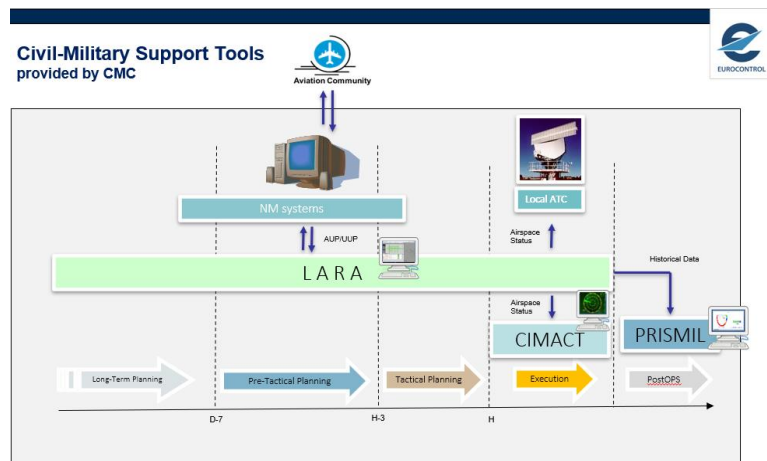 Civil-Military Support Tools
provided by CMC
Aviation Community
EUROCONTROL
NM systems
Local ATC
AUP/UUP
Airspace
Status
Historical Data
LARA
Airspace
Status
CIMACT
PRISMIL
Long-Term Planning
Pre-Tactical Planning
Tactical Planning
Execution
PostOPS
D-7
H-3
H